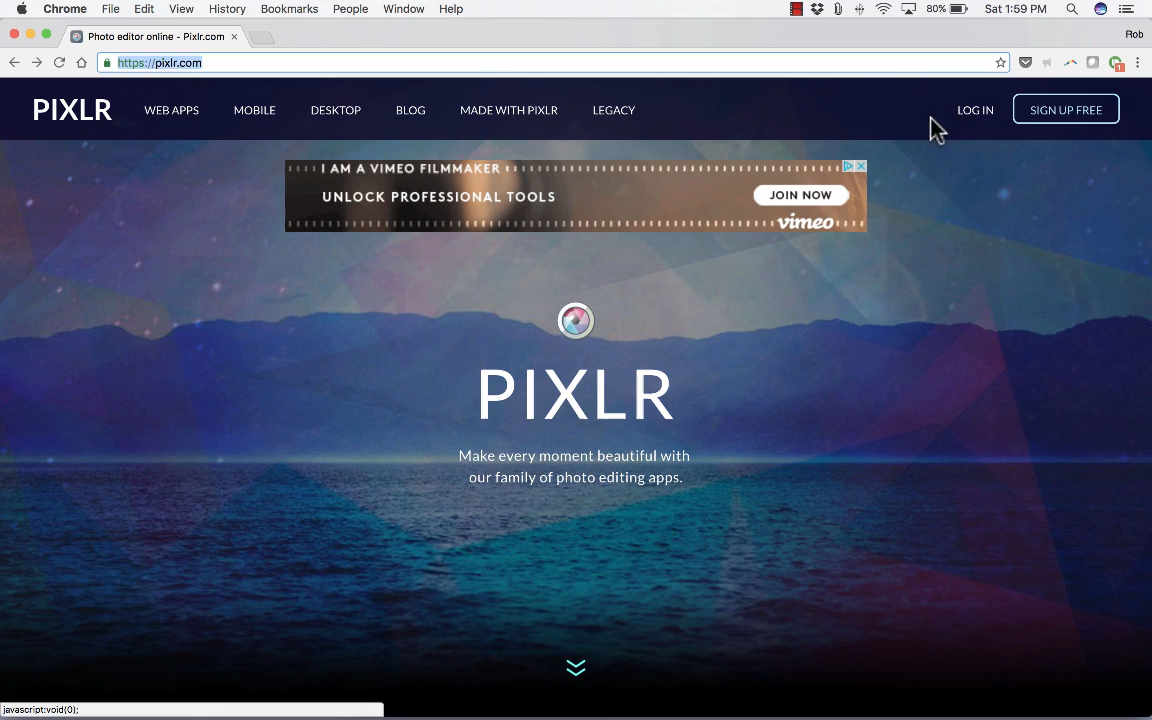 Chrome File Edit View History Bookmarks People Window Help 80% Sat 1:59 PM
Photo editor online - Pixlr.com Rob
https://pixlr.com 1
PIXLR WEB APPS MOBILE DESKTOP BLOG MADE WITH PIXLR LEGACY LOG IN SIGN UP FREE
I AM A VIMEO FILMMAKER
UNLOCK PROFESSIONAL TOOLS JOIN NOW
vimeo
PIXLR
Make every moment beautiful with
our family of photo editing apps.
javascript:void(0);